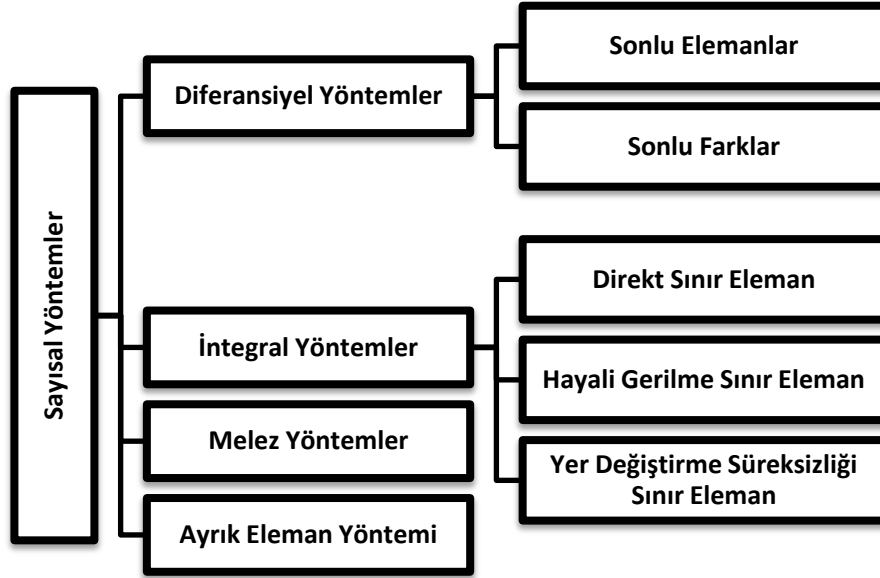 Sayısal Yöntemler
Diferansiyel Yöntemler
Sonlu Elemanlar
Sonlu Farklar
İntegral Yöntemler
Direkt Sınır Eleman
Hayali Gerilme Sınır Eleman
Yer Değiştirme Süreksizliği
Sınır Eleman
Melez Yöntemler
Ayrık Eleman Yöntemi